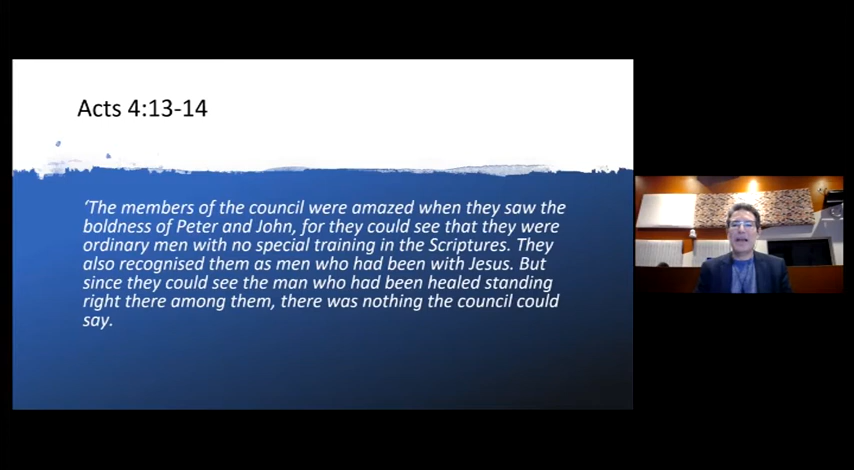 Acts 4:13-14
‘The members of the council were amazed when they saw the
boldness of Peter and John, for they could see that they were
ordinary men with no special training in the Scriptures. They
also recognised them as men who had been with Jesus. But
since they could see the man who had been healed standing
right there among them, there was nothing the council could
say.